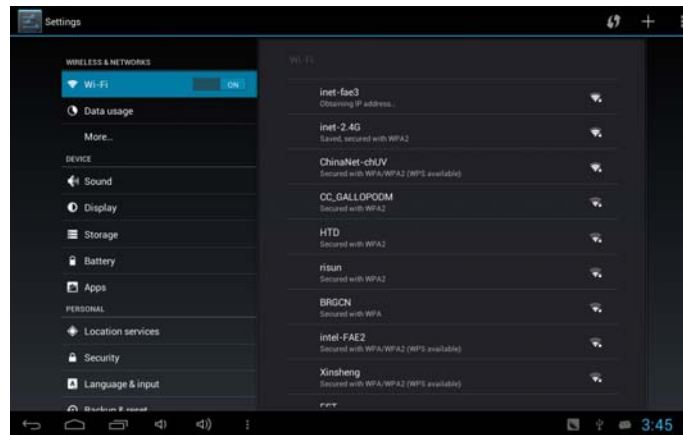 Settings
WIRELESS & NETWORKS
Wi-Fi
ON
Data usage
More...
DEVICE
Sound
Display
Storage
Battery
Apps
PERSONAL
Location services
Security
Language & input
Backup & reset
Wi-Fi
inet-fae3
Obtaining IP address...
inet-2.4G
Saved, secured with WPA2
ChinaNet-chUV
Secured with WPA/WPA2 (WPS available)
CC_GALLOPODM
Secured with WPA2
HTD
Secured with WPA2
risun
Secured with WPA2
BRGCN
Secured with WPA
intel-FAE2
Secured with WPA/WPA2 (WPS available)
Xinsheng
Secured with WPA/WPA2 (WPS available)
3:45